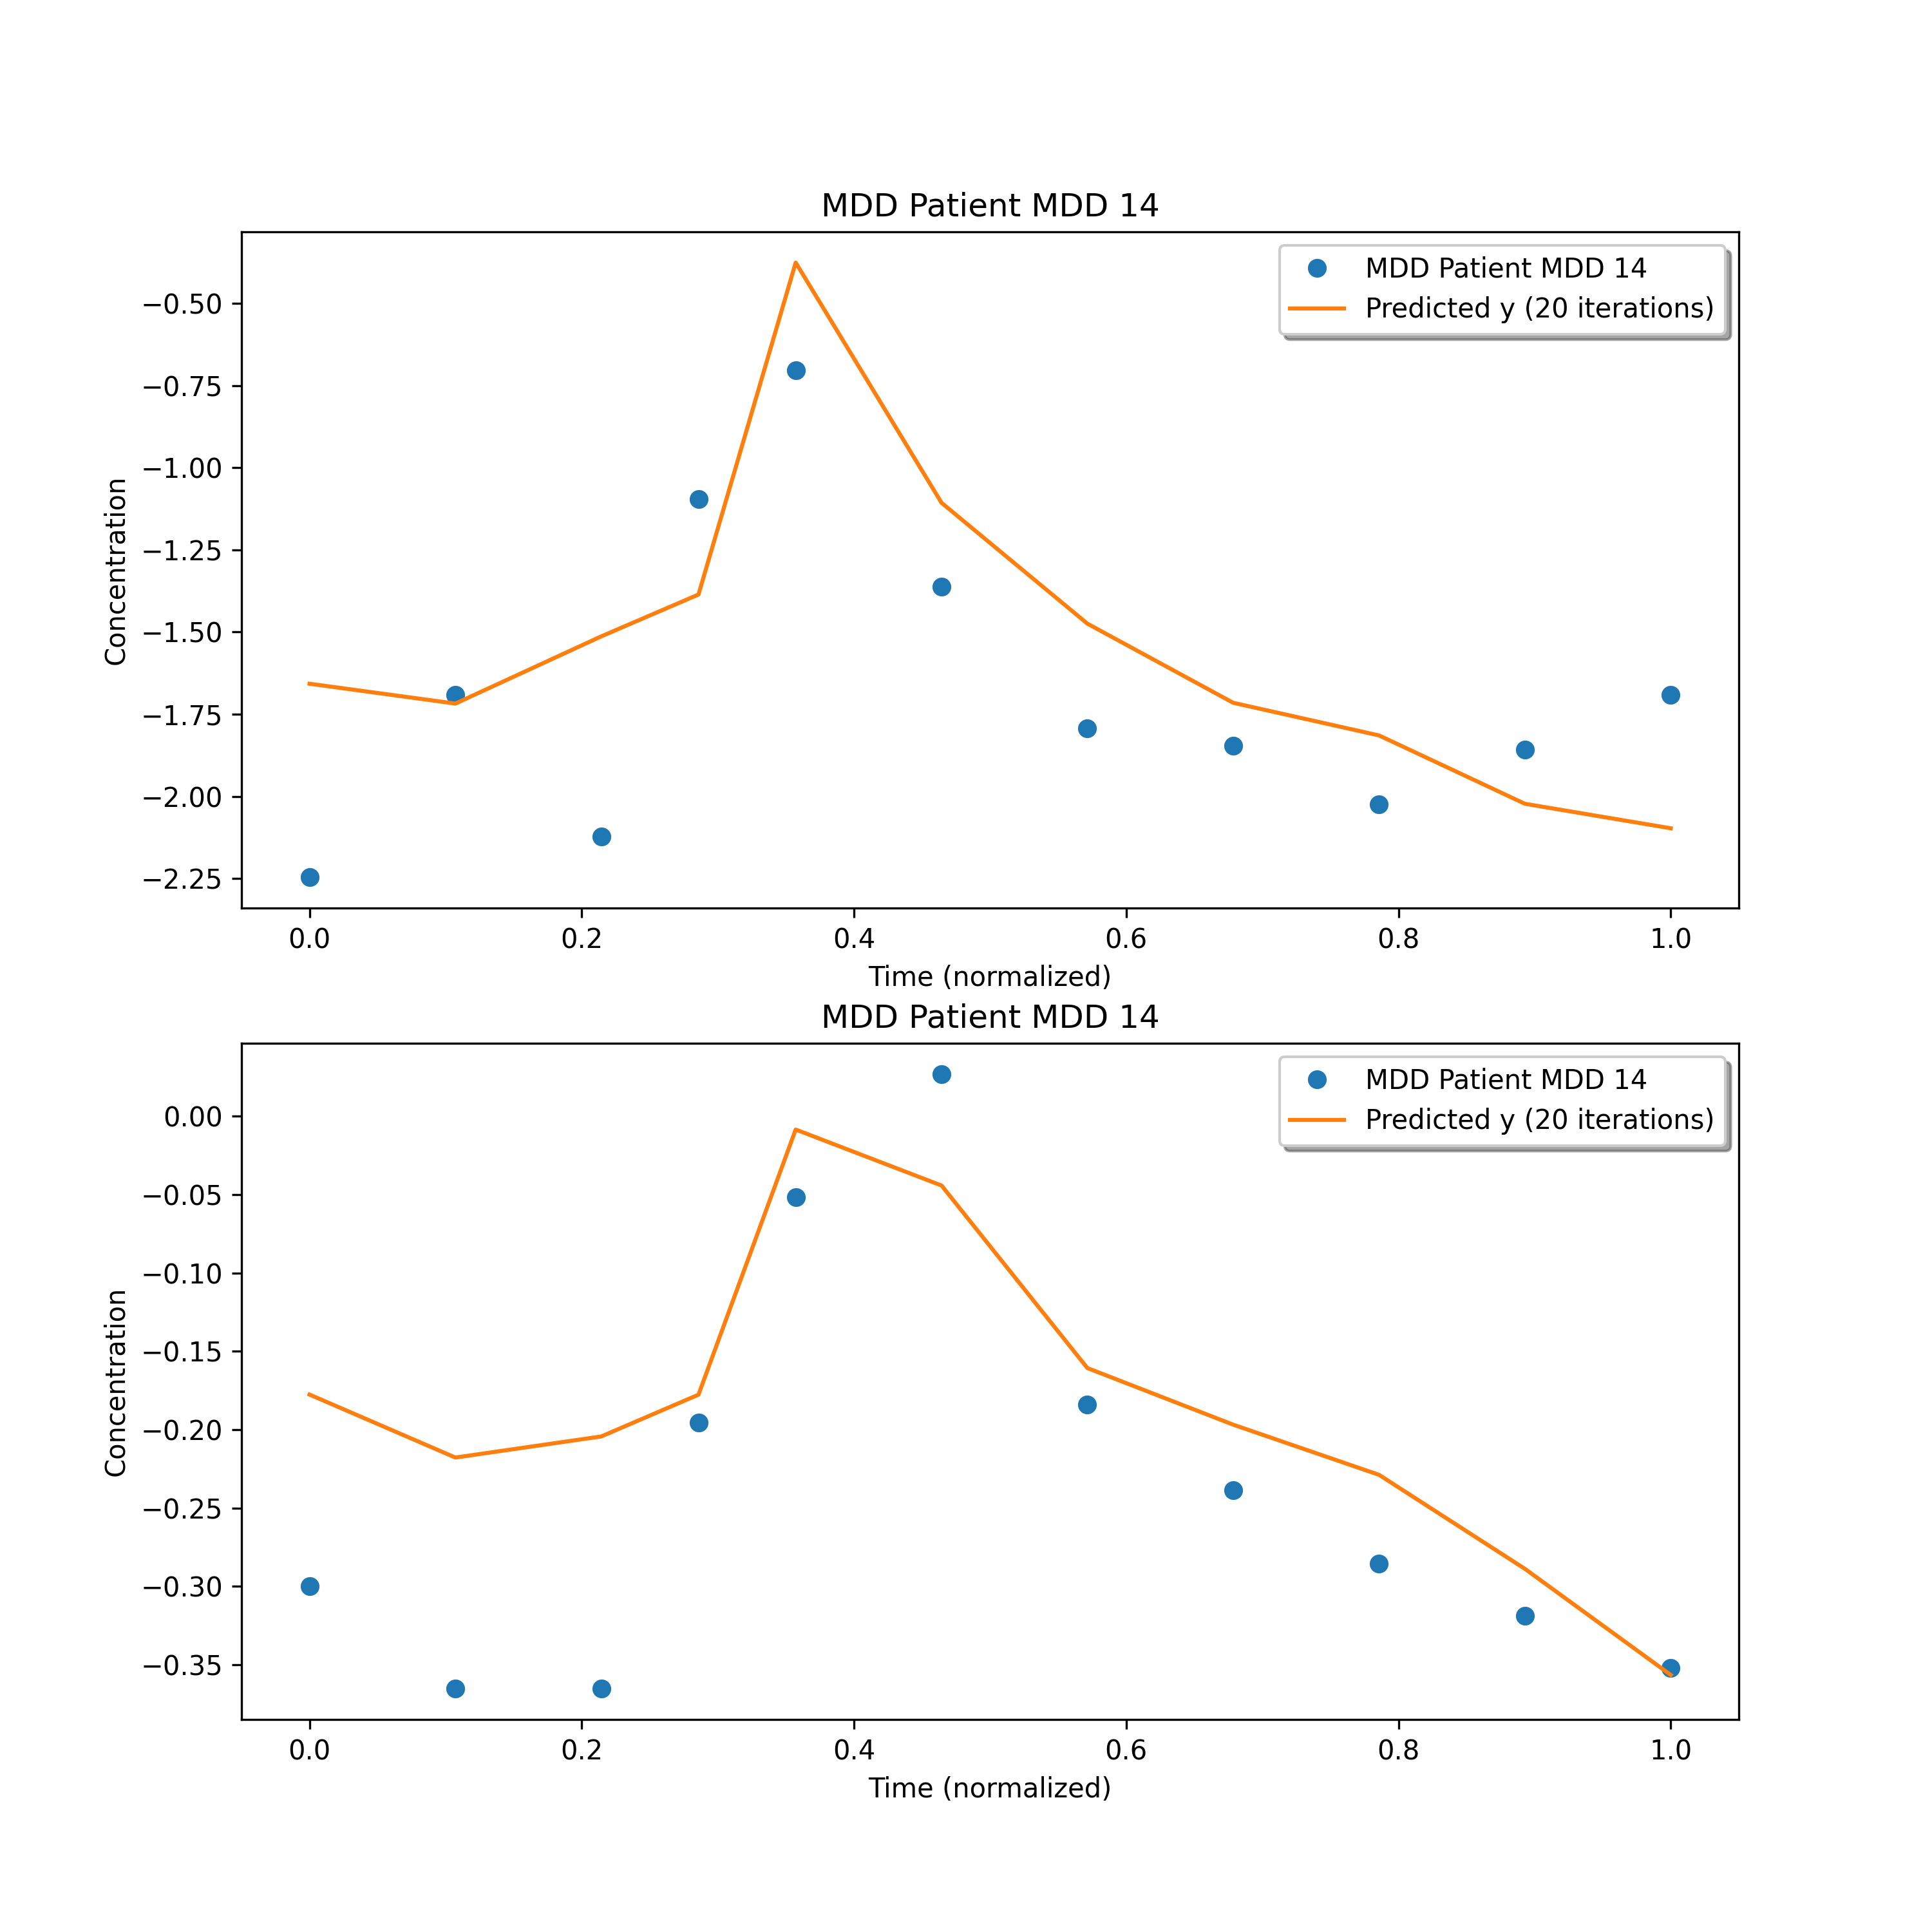 MDD Patient MDD 14
MDD Patient MDD 14
Predicted y (20 iterations)
Concentration
−0.50
−0.75
−1.00
−1.25
−1.50
−1.75
−2.00
−2.25
0.0 0.2 0.4 0.6 0.8 1.0
Time (normalized)
MDD Patient MDD 14
MDD Patient MDD 14
Predicted y (20 iterations)
Concentration
0.00
−0.05
−0.10
−0.15
−0.20
−0.25
−0.30
−0.35
0.0 0.2 0.4 0.6 0.8 1.0
Time (normalized)